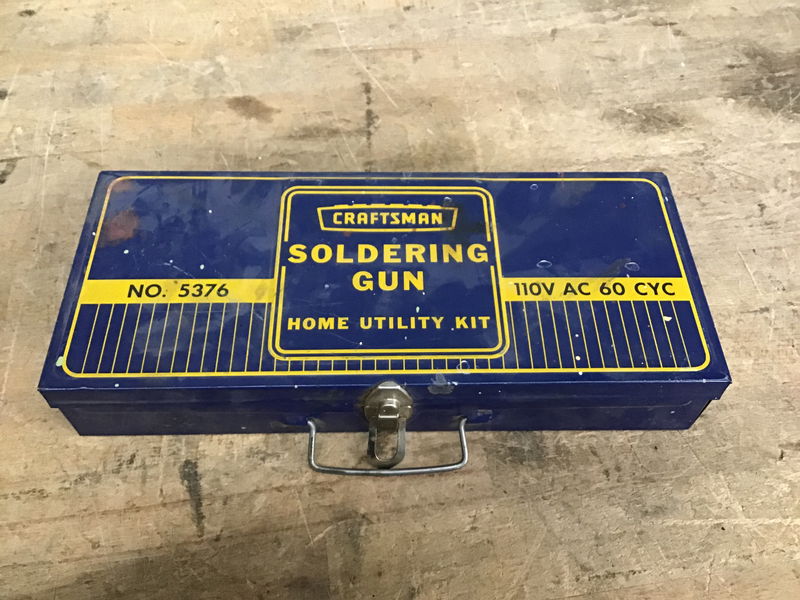 CRAFTSMAN
SOLDERING
GUN
NO. 5376
110V AC 60 CYC
HOME UTILITY KIT